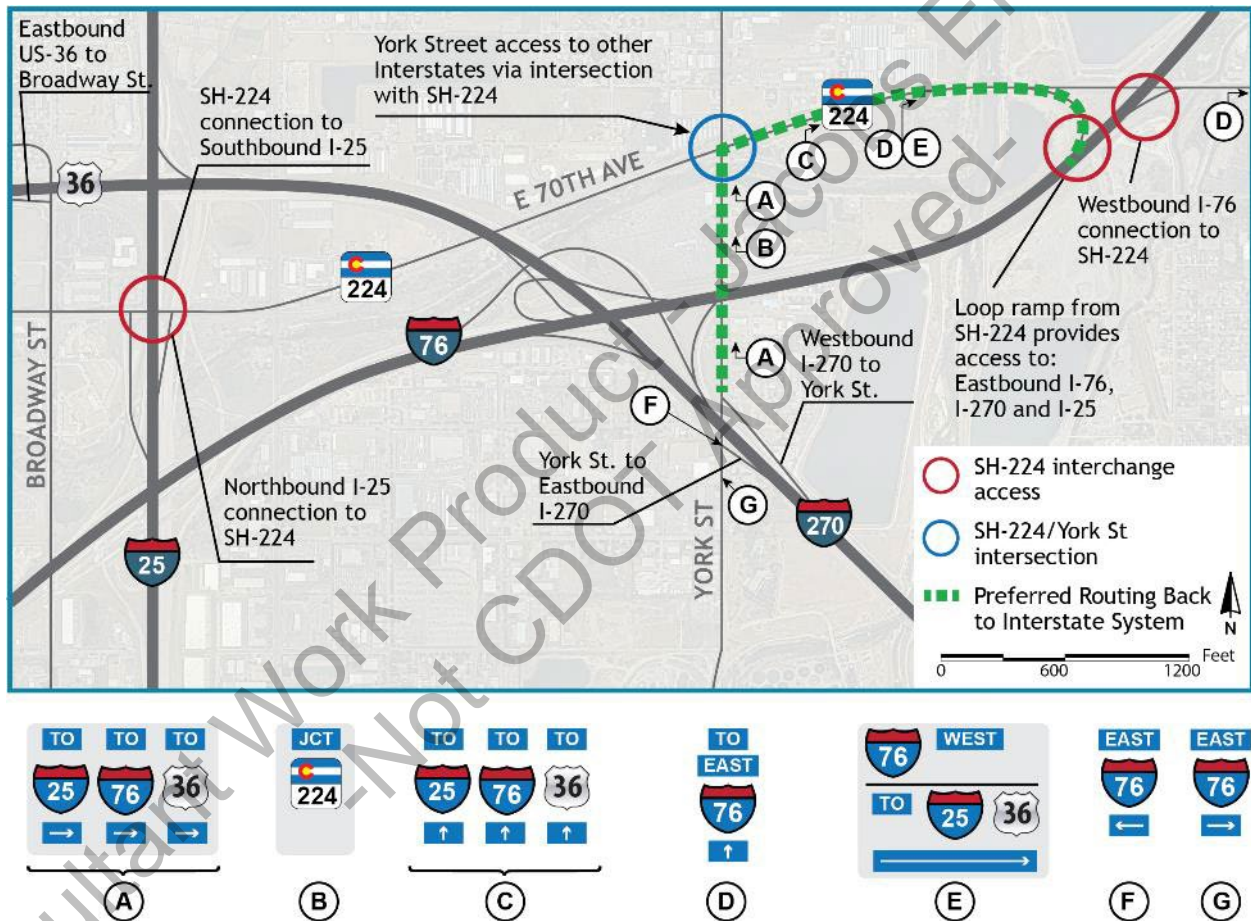 Eastbound
US-36 to
Broadway St.
SH-224
connection to
Southbound I-25
York Street access to other
Interstates via intersection
with SH-224
224
C
D
E
D
36
E 70TH AVE
A
B
Westbound I-76
connection to
SH-224
224
BROADWAY ST
76
A
Westbound
I-270 to
York St.
Loop ramp from
SH-224 provides
access to:
Eastbound I-76,
I-270 and I-25
F
Northbound I-25
connection to
SH-224
York St. to
Eastbound
I-270
G
270
25
YORK ST
SH-224 interchange
access
SH-224/York St
intersection
Preferred Routing Back
to Interstate System
N
Feet
0 600 1200
TO TO TO
25 76 36
A
JCT
224
B
TO TO TO
25 76 36
C
TO
EAST
76
D
76 WEST
TO 25 36
E
EAST
76
F
EAST
76
G
Work Product - Jacobs
-Not CDOT Approved-